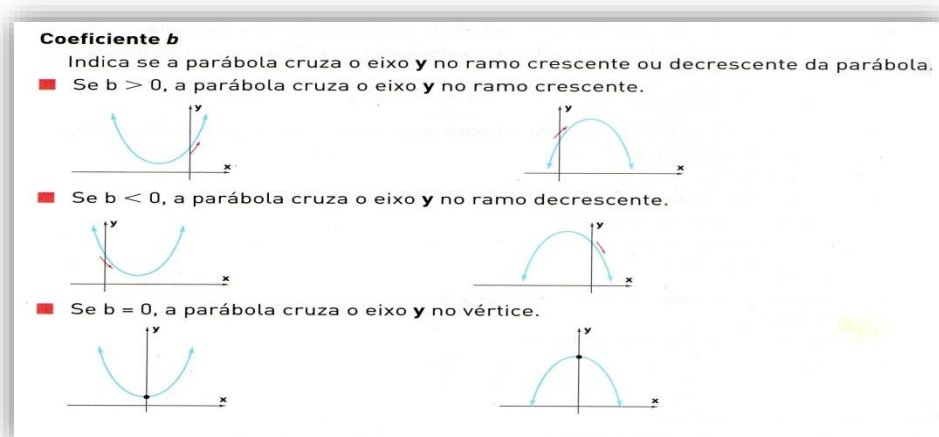 Coeficiente b
Indica se a parábola cruza o eixo y no ramo crescente ou decrescente da parábola.
Se b > 0, a parábola cruza o eixo y no ramo crescente.
y
x
y
x
Se b < 0, a parábola cruza o eixo y no ramo decrescente.
y
x
y
x
Se b = 0, a parábola cruza o eixo y no vértice.
y
x
y
x